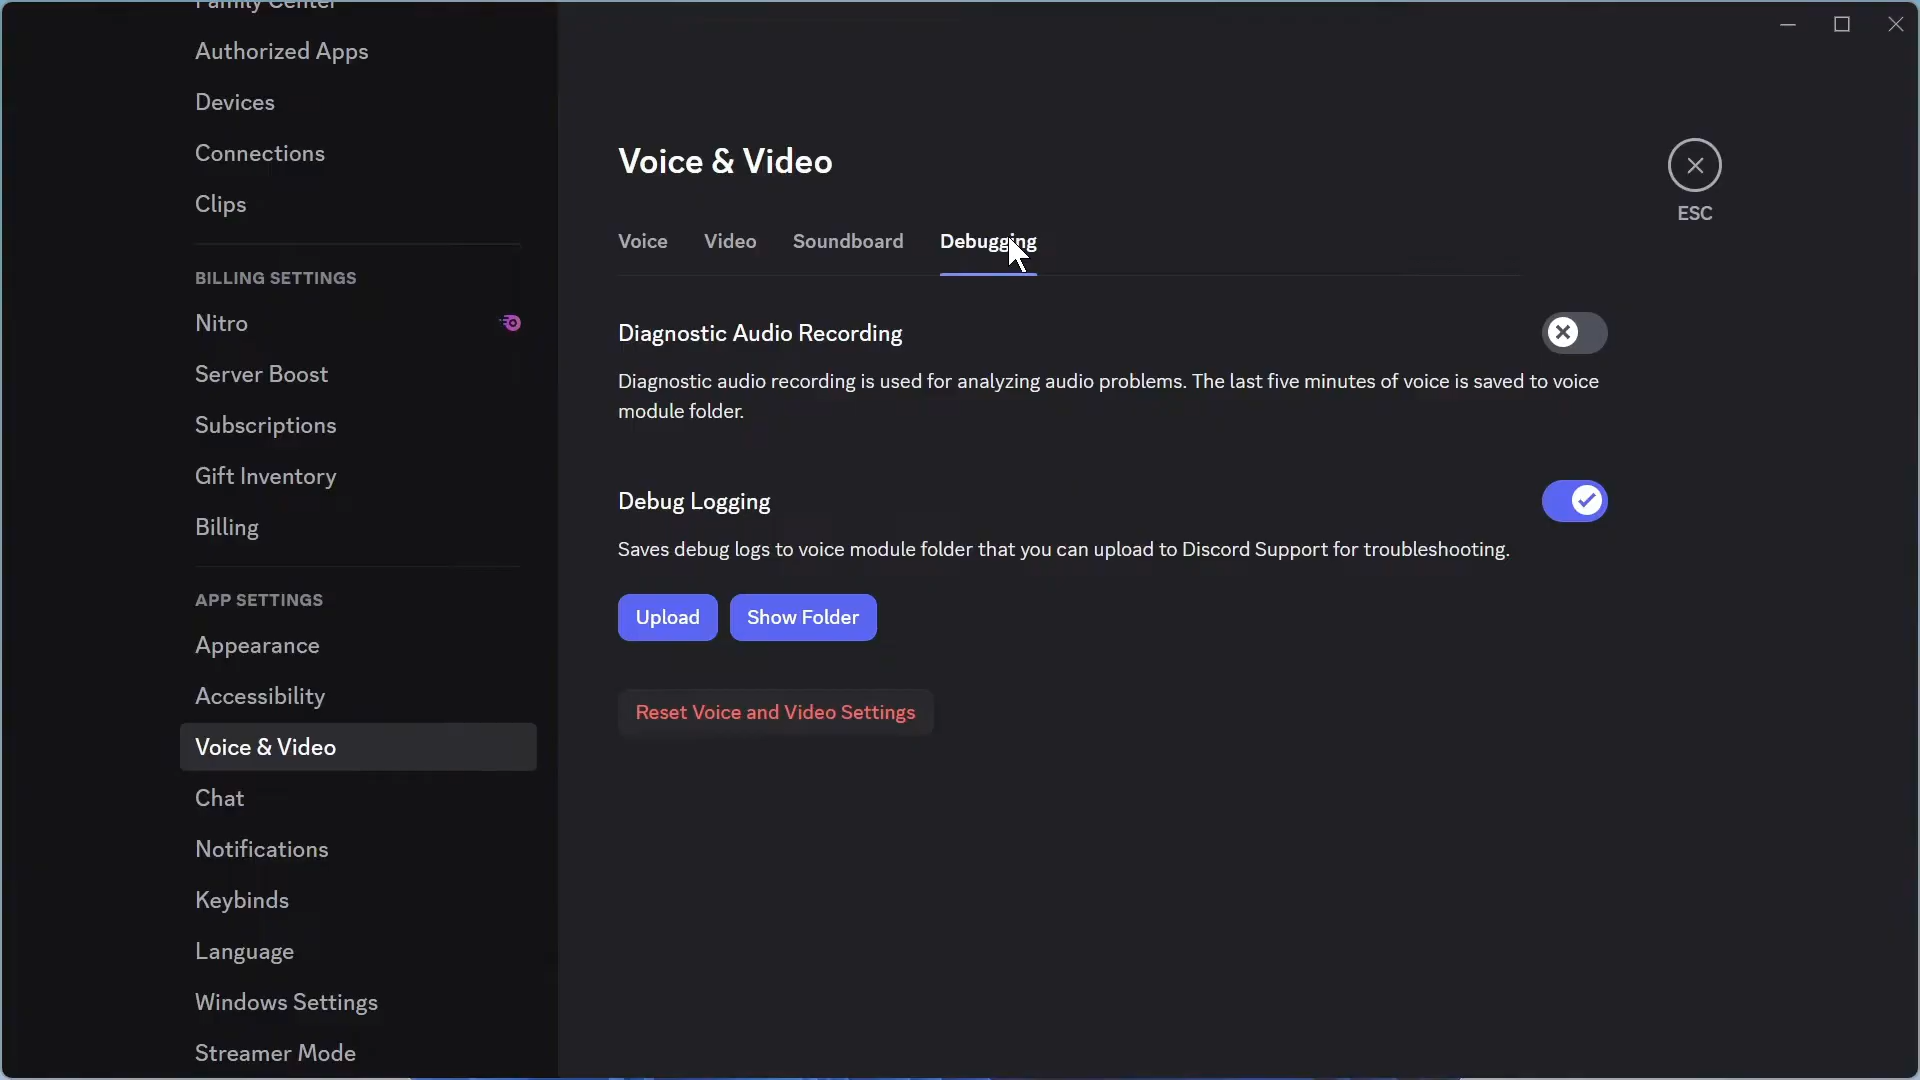 Family Center
Authorized Apps
Devices
Connections
Clips
BILLING SETTINGS
Nitro
Server Boost
Subscriptions
Gift Inventory
Billing
APP SETTINGS
Appearance
Accessibility
Voice & Video
Chat
Notifications
Keybinds
Language
Windows Settings
Streamer Mode
Voice & Video
ESC
Voice Video Soundboard Debugging
Diagnostic Audio Recording
Diagnostic audio recording is used for analyzing audio problems. The last five minutes of voice is saved to voice
module folder.
Debug Logging
Saves debug logs to voice module folder that you can upload to Discord Support for troubleshooting.
Upload Show Folder
Reset Voice and Video Settings